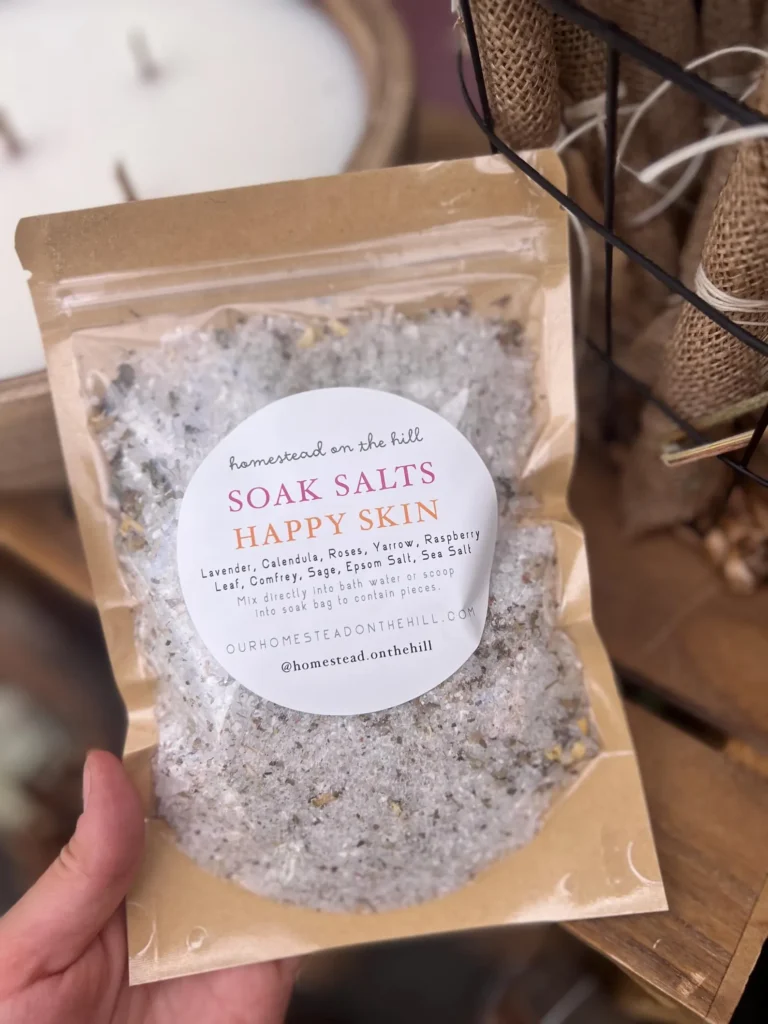 homestead on the hill
SOAK SALTS
HAPPY SKIN
Lavender, Calendula, Roses, Yarrow, Raspberry
Leaf, Comfrey, Sage, Epsom Salt, Sea Salt
Mix directly into bath water or scoop
into soak bag to contain pieces.
OURHOMESTEADONTHEHILL.COM
@homestead.onthehill